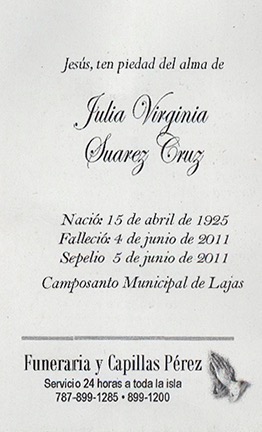 Jesús, ten piedad del alma de
Julia Virginia
Suarez Cruz
Nació: 15 de abril de 1925
Falleció: 4 de junio de 2011
Sepelio 5 de junio de 2011
Camposanto Municipal de Lajas
Funeraria y Capillas Pérez
Servicio 24 horas a toda la isla
787-899-1285 • 899-1200